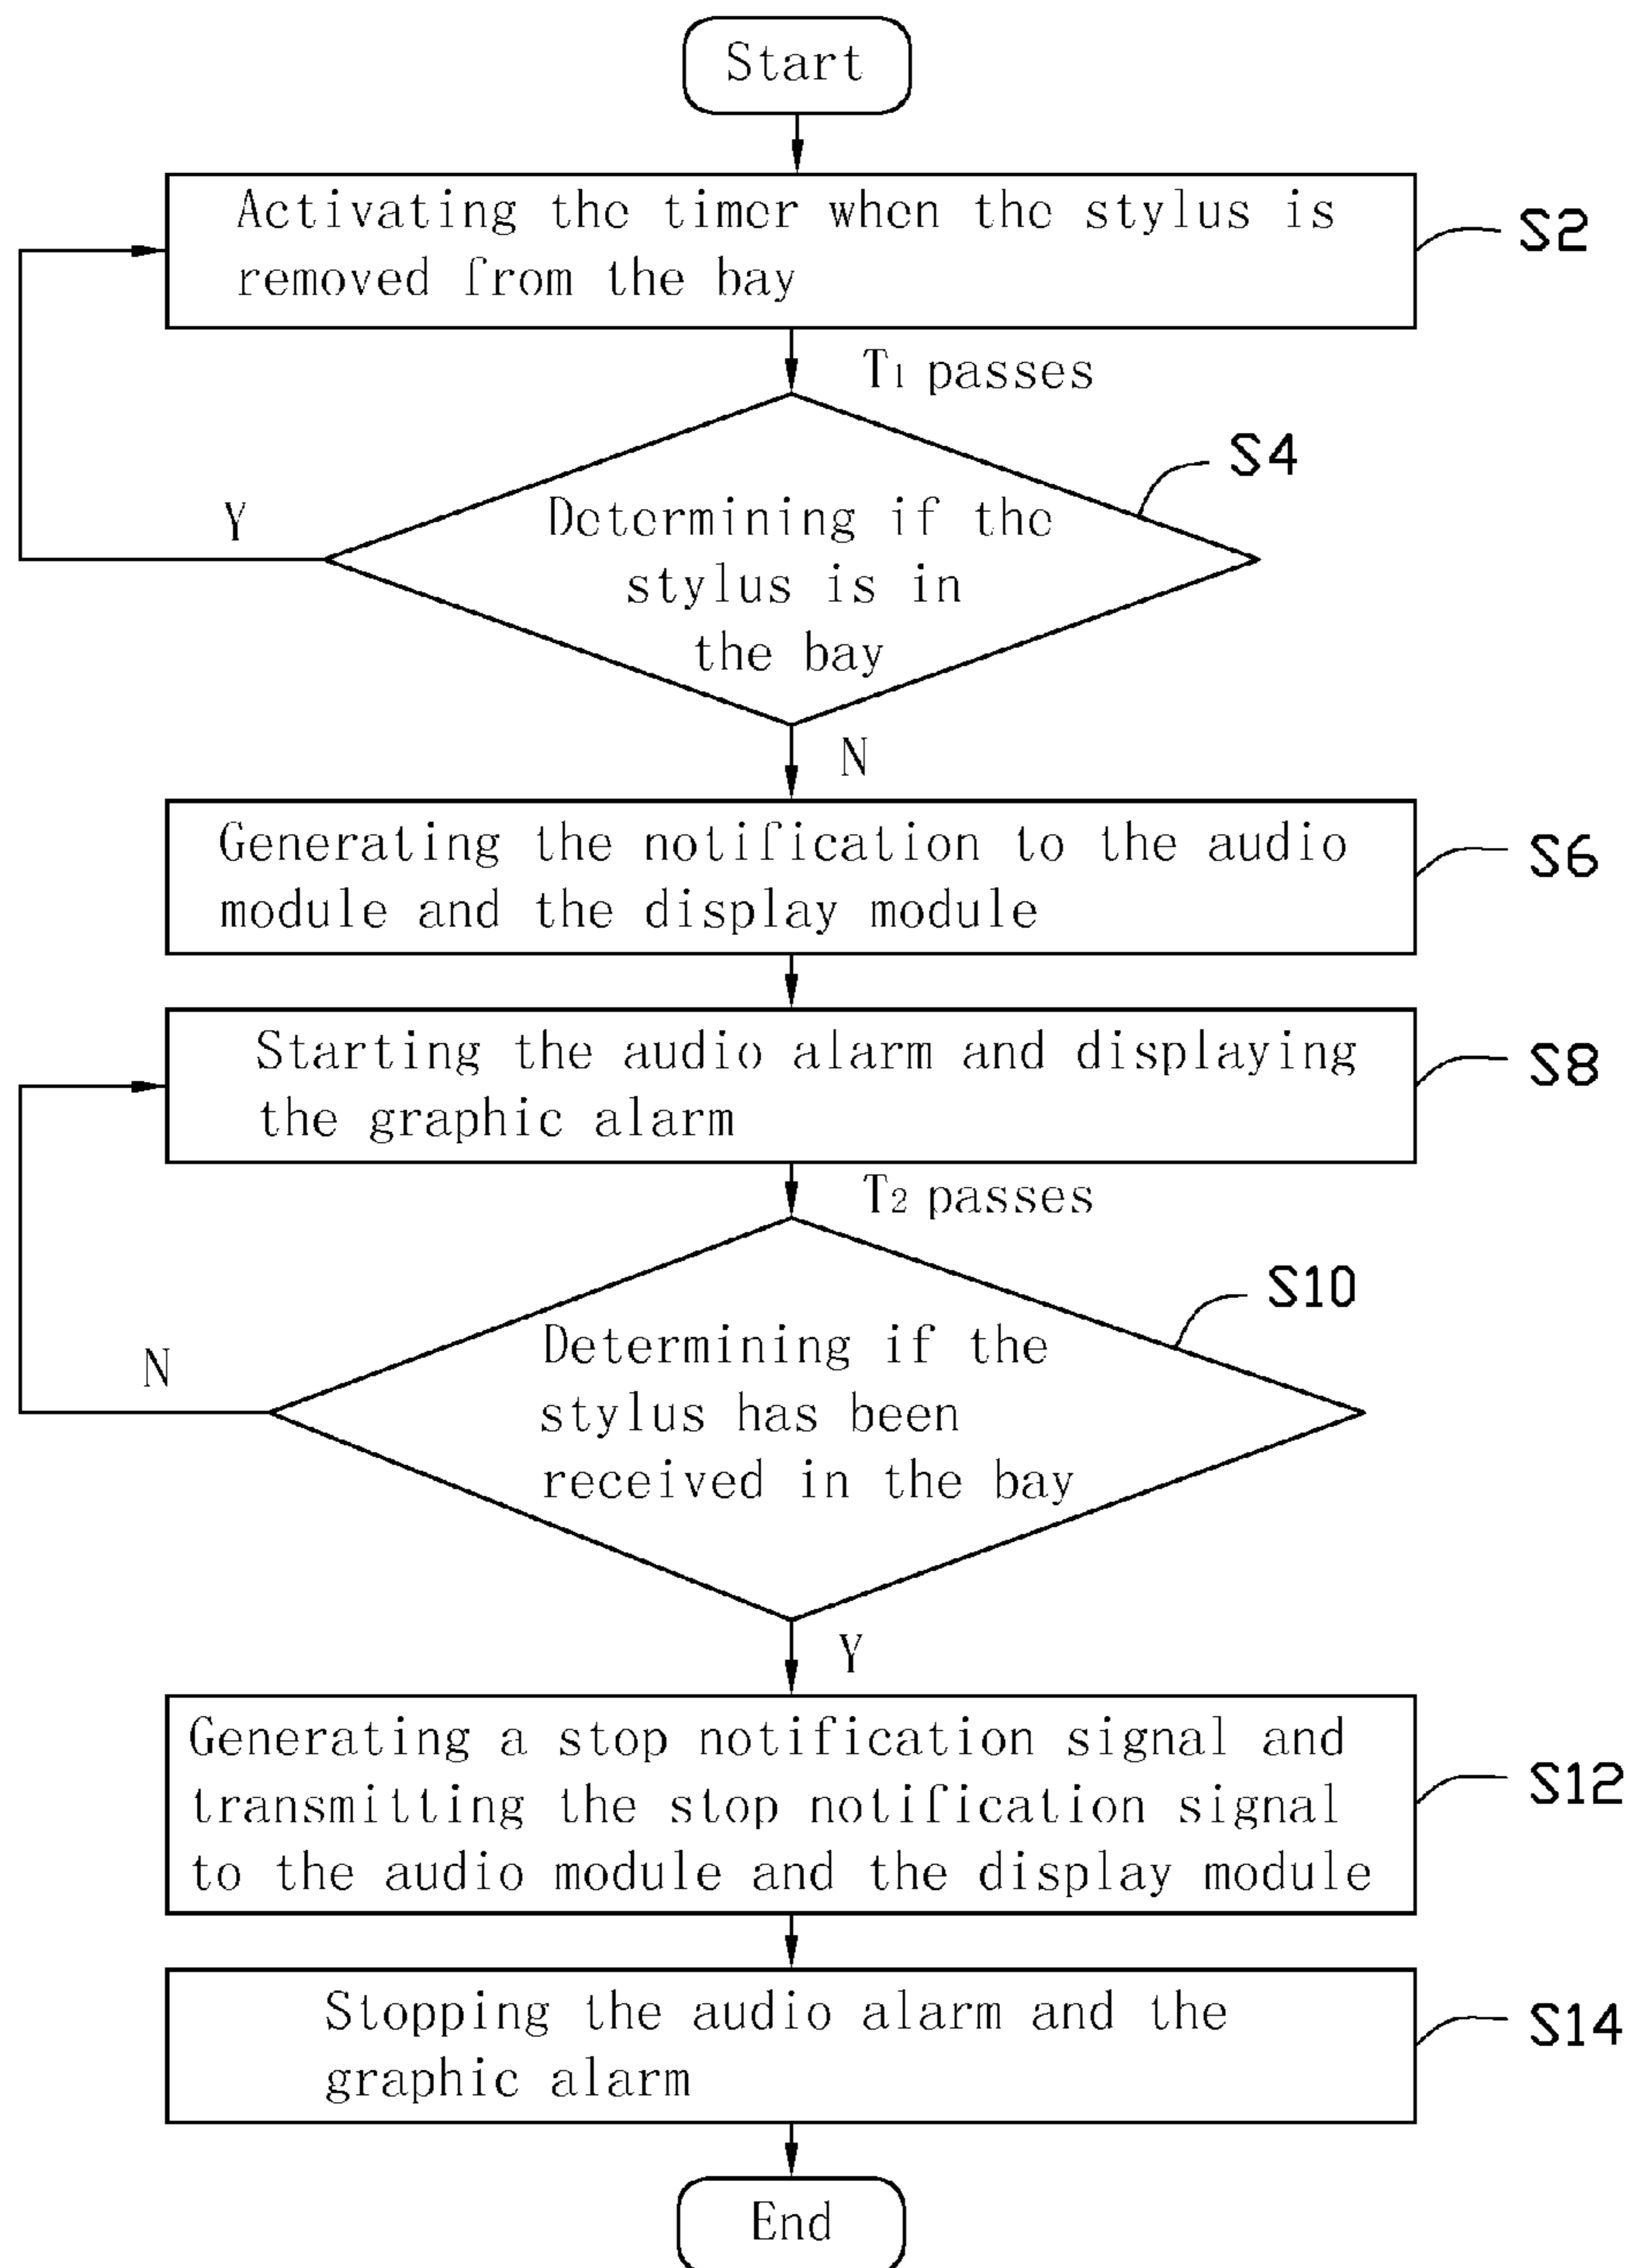 Start
Activating the timer when the stylus is
removed from the bay
S2
T1 passes
S4
Y
Determining if the
stylus is in
the bay
N
Generating the notification to the audio
module and the display module
S6
Starting the audio alarm and displaying
the graphic alarm
S8
T2 passes
S10
N
Determining if the
stylus has been
received in the bay
Y
Generating a stop notification signal and
transmitting the stop notification signal
to the audio module and the display module
S12
Stopping the audio alarm and the
graphic alarm
S14
End